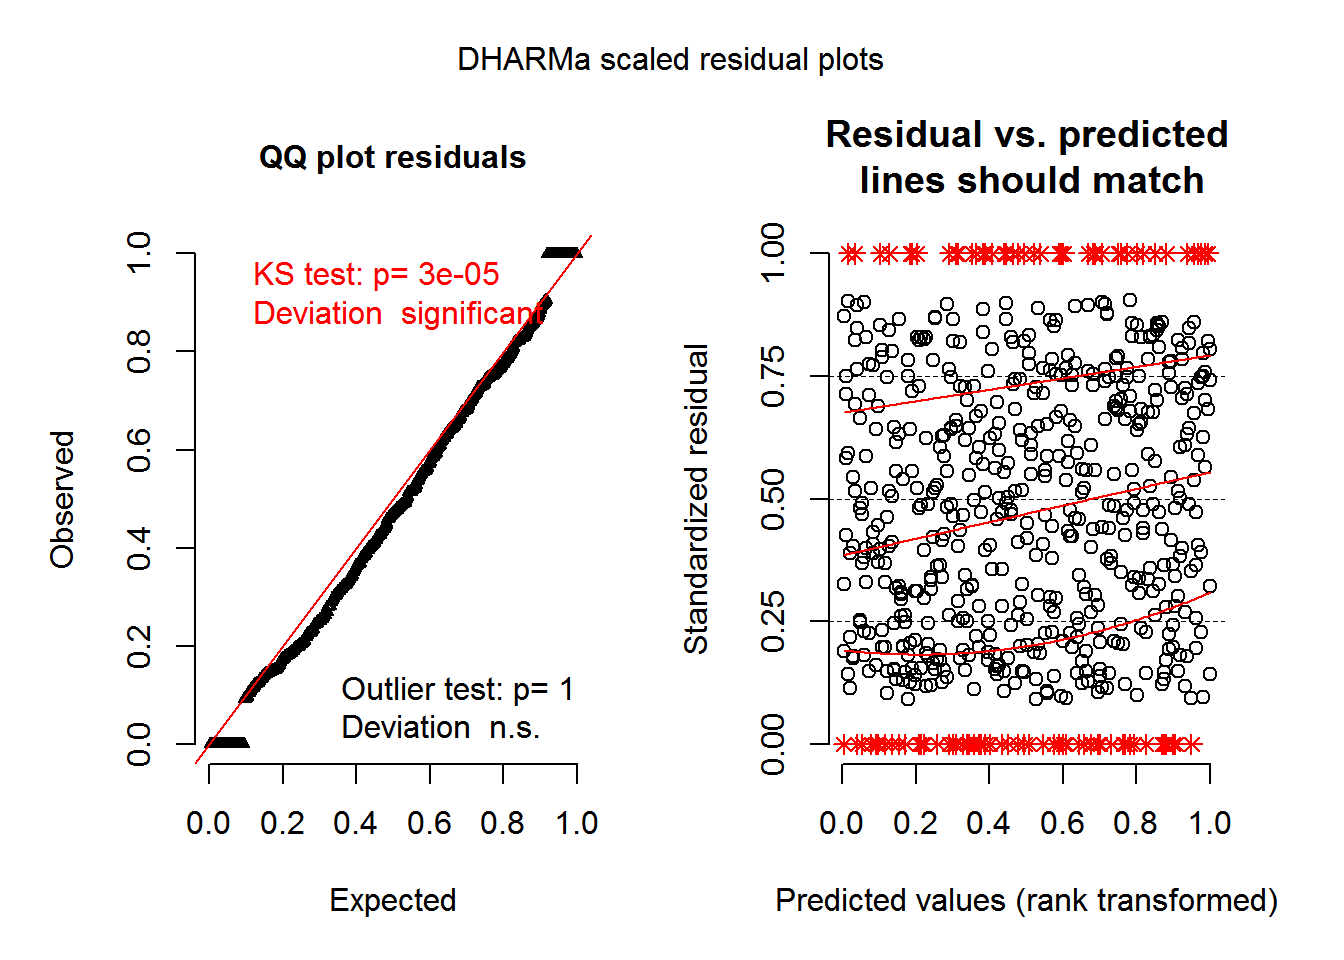 DHARMa scaled residual plots
QQ plot residuals
KS test: p= 3e-05
Deviation  significant
Outlier test: p= 1
Deviation  n.s.
Observed
0.0
0.2
0.4
0.6
0.8
1.0
0.0 0.2 0.4 0.6 0.8 1.0
Expected
Residual vs. predicted
lines should match
Standardized residual
0.00
0.25
0.50
0.75
1.00
0.0 0.2 0.4 0.6 0.8 1.0
Predicted values (rank transformed)